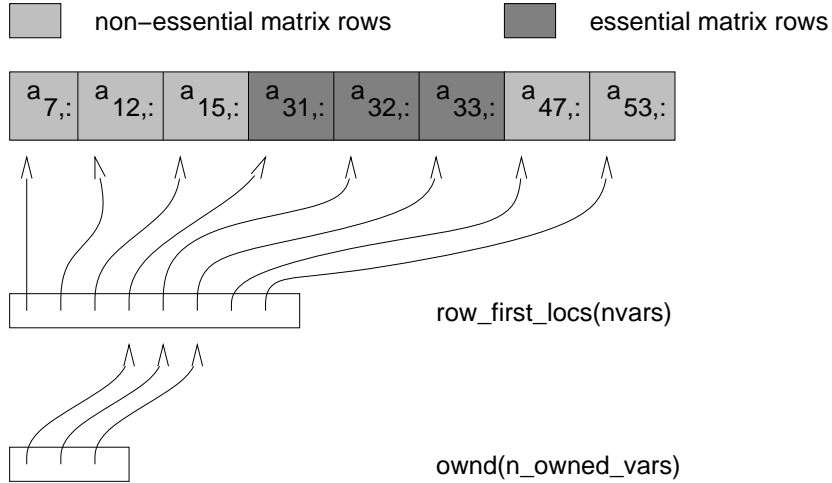 non−essential matrix rows
essential matrix rows
a7,: a12,: a15,: a31,: a32,: a33,: a47,: a53,:
row_first_locs(nvars)
ownd(n_owned_vars)